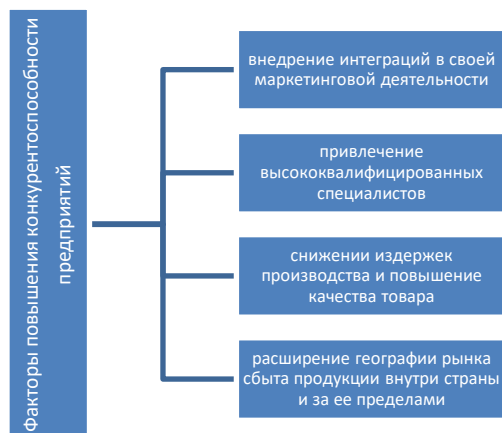 Факторы повышения конкурентоспособности
предприятий
внедрение интеграций в своей
маркетинговой деятельности
привлечение
высококвалифицированных
специалистов
снижении издержек
производства и повышение
качества товара
расширение географии рынка
сбыта продукции внутри страны
и за ее пределами